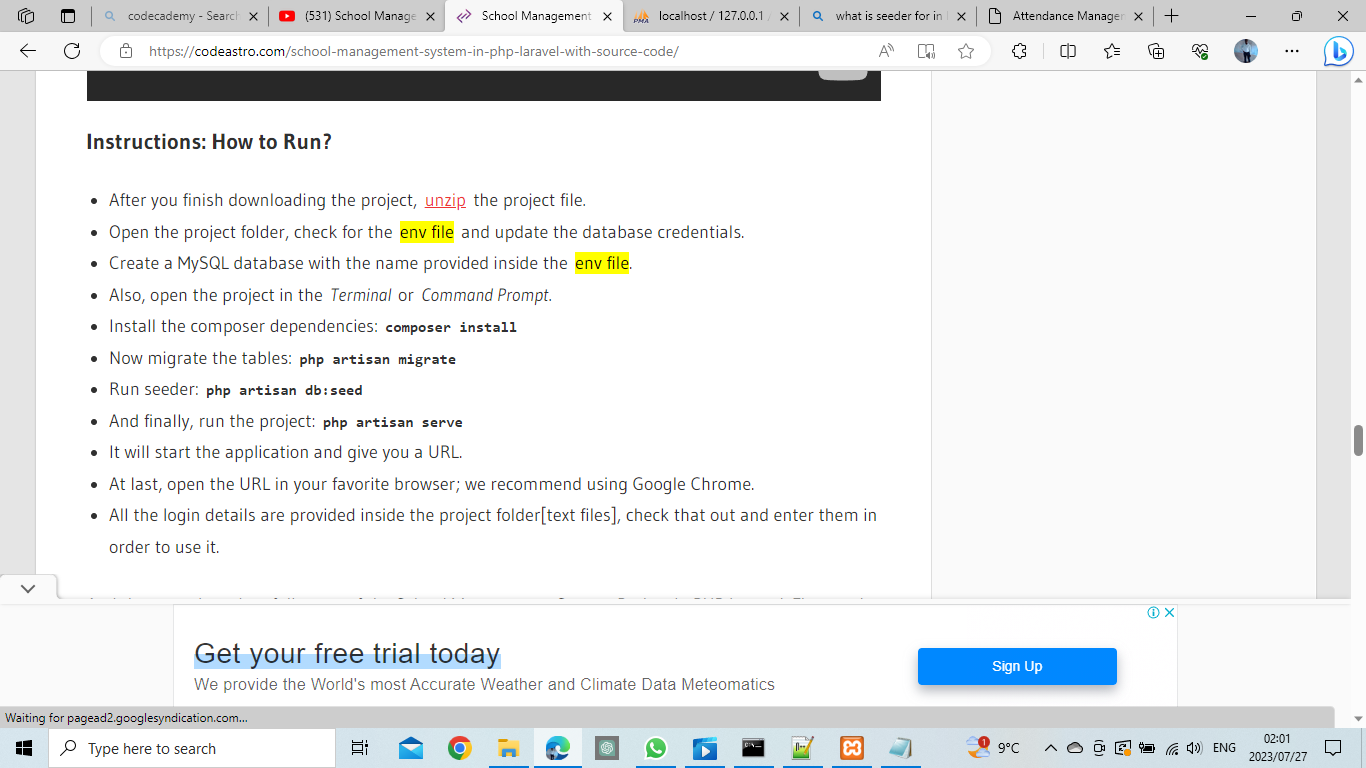 codecademy - Search
(531) School Manage
School Management
localhost / 127.0.0.1 /
what is seeder for in l
Attendance Manager
https://codeastro.com/school-management-system-in-php-laravel-with-source-code/
Instructions: How to Run?
• After you finish downloading the project, unzip the project file.
• Open the project folder, check for the env file and update the database credentials.
• Create a MySQL database with the name provided inside the env file.
• Also, open the project in the Terminal or Command Prompt.
• Install the composer dependencies: composer install
• Now migrate the tables: php artisan migrate
• Run seeder: php artisan db:seed
• And finally, run the project: php artisan serve
• It will start the application and give you a URL.
• At last, open the URL in your favorite browser; we recommend using Google Chrome.
• All the login details are provided inside the project folder[text files], check that out and enter them in
order to use it.
Get your free trial today
We provide the World's most Accurate Weather and Climate Data Meteomatics
Sign Up
Waiting for pagead2.googlesyndication.com...
Type here to search
1
9°C
ENG
02:01
2023/07/27